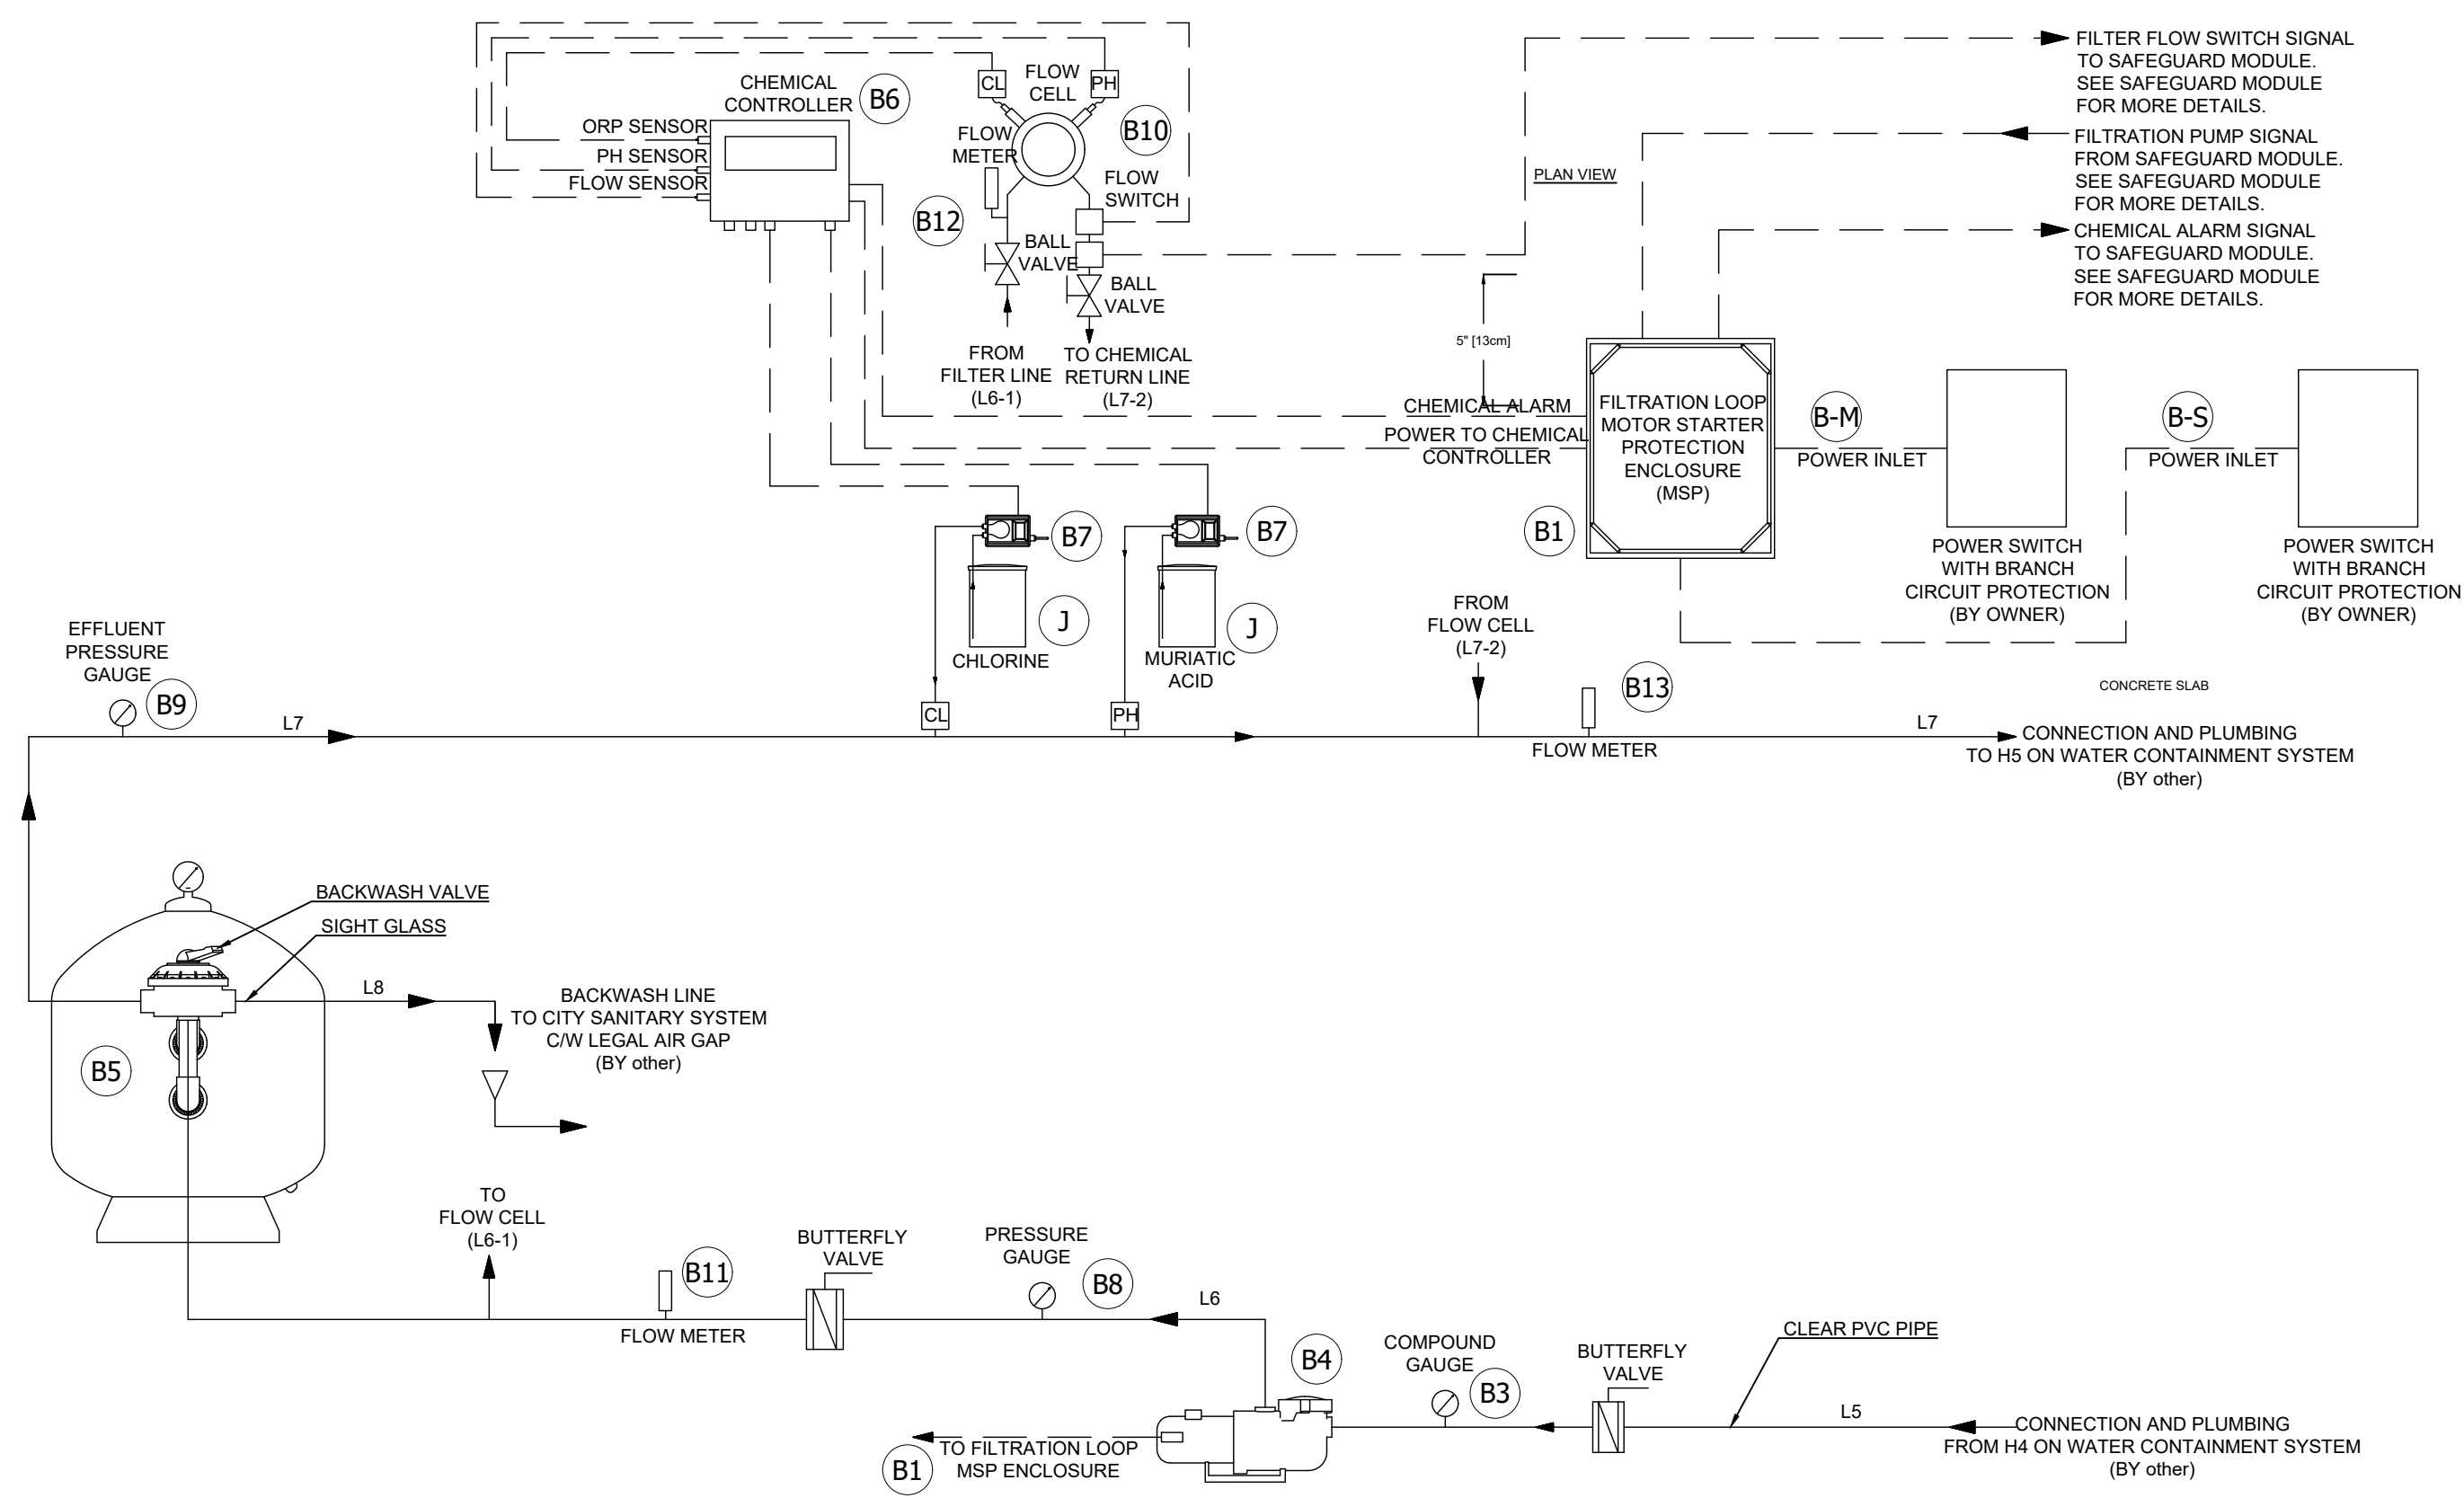 CHEMICAL
CONTROLLER
B6
ORP SENSOR
PH SENSOR
FLOW SENSOR
CL
FLOW
CELL
PH
B10
FLOW
METER
FLOW
SWITCH
B12
BALL
VALVE
BALL
VALVE
FROM
FILTER LINE
(L6-1)
TO CHEMICAL
RETURN LINE
(L7-2)
PLAN VIEW
5" [13cm]
FILTER FLOW SWITCH SIGNAL
TO SAFEGUARD MODULE.
SEE SAFEGUARD MODULE
FOR MORE DETAILS.
FILTRATION PUMP SIGNAL
FROM SAFEGUARD MODULE.
SEE SAFEGUARD MODULE
FOR MORE DETAILS.
CHEMICAL ALARM SIGNAL
TO SAFEGUARD MODULE.
SEE SAFEGUARD MODULE
FOR MORE DETAILS.
CHEMICAL ALARM
POWER TO CHEMICAL
CONTROLLER
FILTRATION LOOP
MOTOR STARTER
PROTECTION
ENCLOSURE
(MSP)
B1
B-M
POWER INLET
B-S
POWER INLET
POWER SWITCH
WITH BRANCH
CIRCUIT PROTECTION
(BY OWNER)
POWER SWITCH
WITH BRANCH
CIRCUIT PROTECTION
(BY OWNER)
B7
B7
J
J
CHLORINE
MURIATIC
ACID
EFFLUENT
PRESSURE
GAUGE
B9
L7
CL
PH
FROM
FLOW CELL
(L7-2)
B13
FLOW METER
CONCRETE SLAB
L7
CONNECTION AND PLUMBING
TO H5 ON WATER CONTAINMENT SYSTEM
(BY other)
BACKWASH VALVE
SIGHT GLASS
L8
BACKWASH LINE
TO CITY SANITARY SYSTEM
C/W LEGAL AIR GAP
(BY other)
B5
TO
FLOW CELL
(L6-1)
B11
FLOW METER
BUTTERFLY
VALVE
PRESSURE
GAUGE
B8
L6
B4
COMPOUND
GAUGE
B3
BUTTERFLY
VALVE
CLEAR PVC PIPE
L5
CONNECTION AND PLUMBING
FROM H4 ON WATER CONTAINMENT SYSTEM
(BY other)
B1
TO FILTRATION LOOP
MSP ENCLOSURE